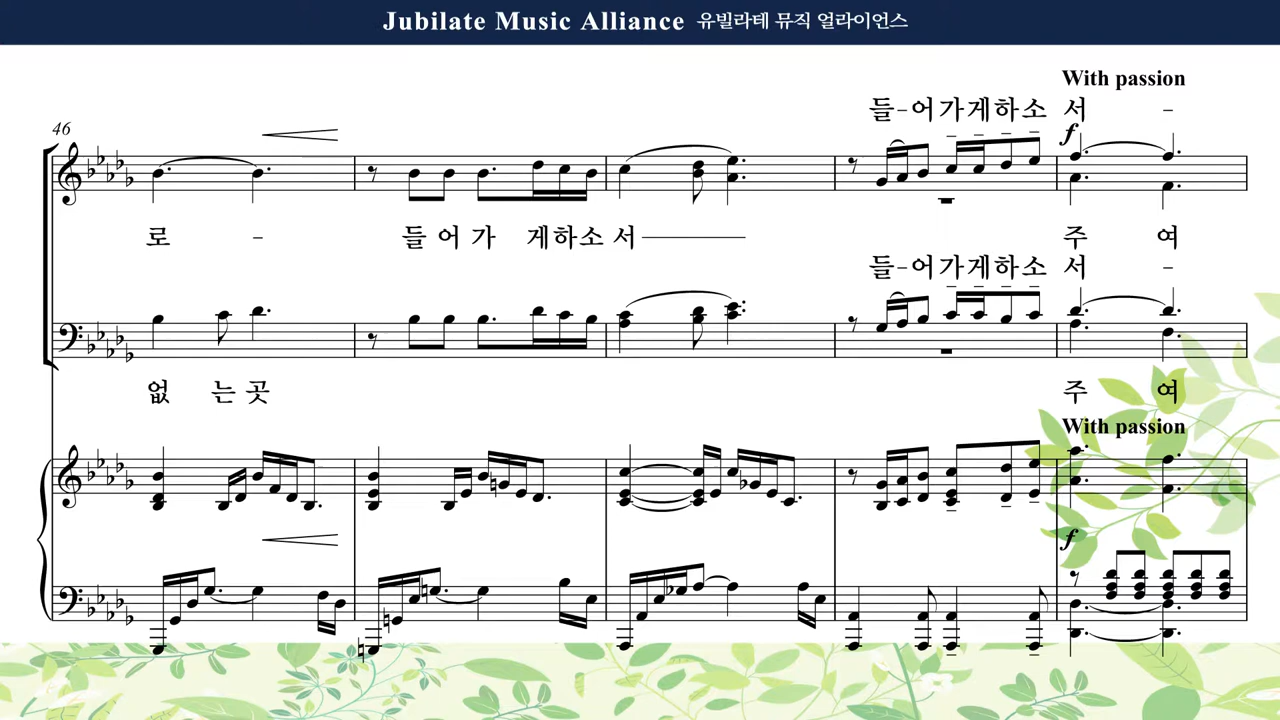 Jubilate Music Alliance 유빌라테 뮤직 얼라이언스
With passion
들-어가게하소 서 -
46
f
로 - 들 어 가 게하소 서 주 여
들-어가게하소 서 -
없 는 곳 주 여
With passion
f